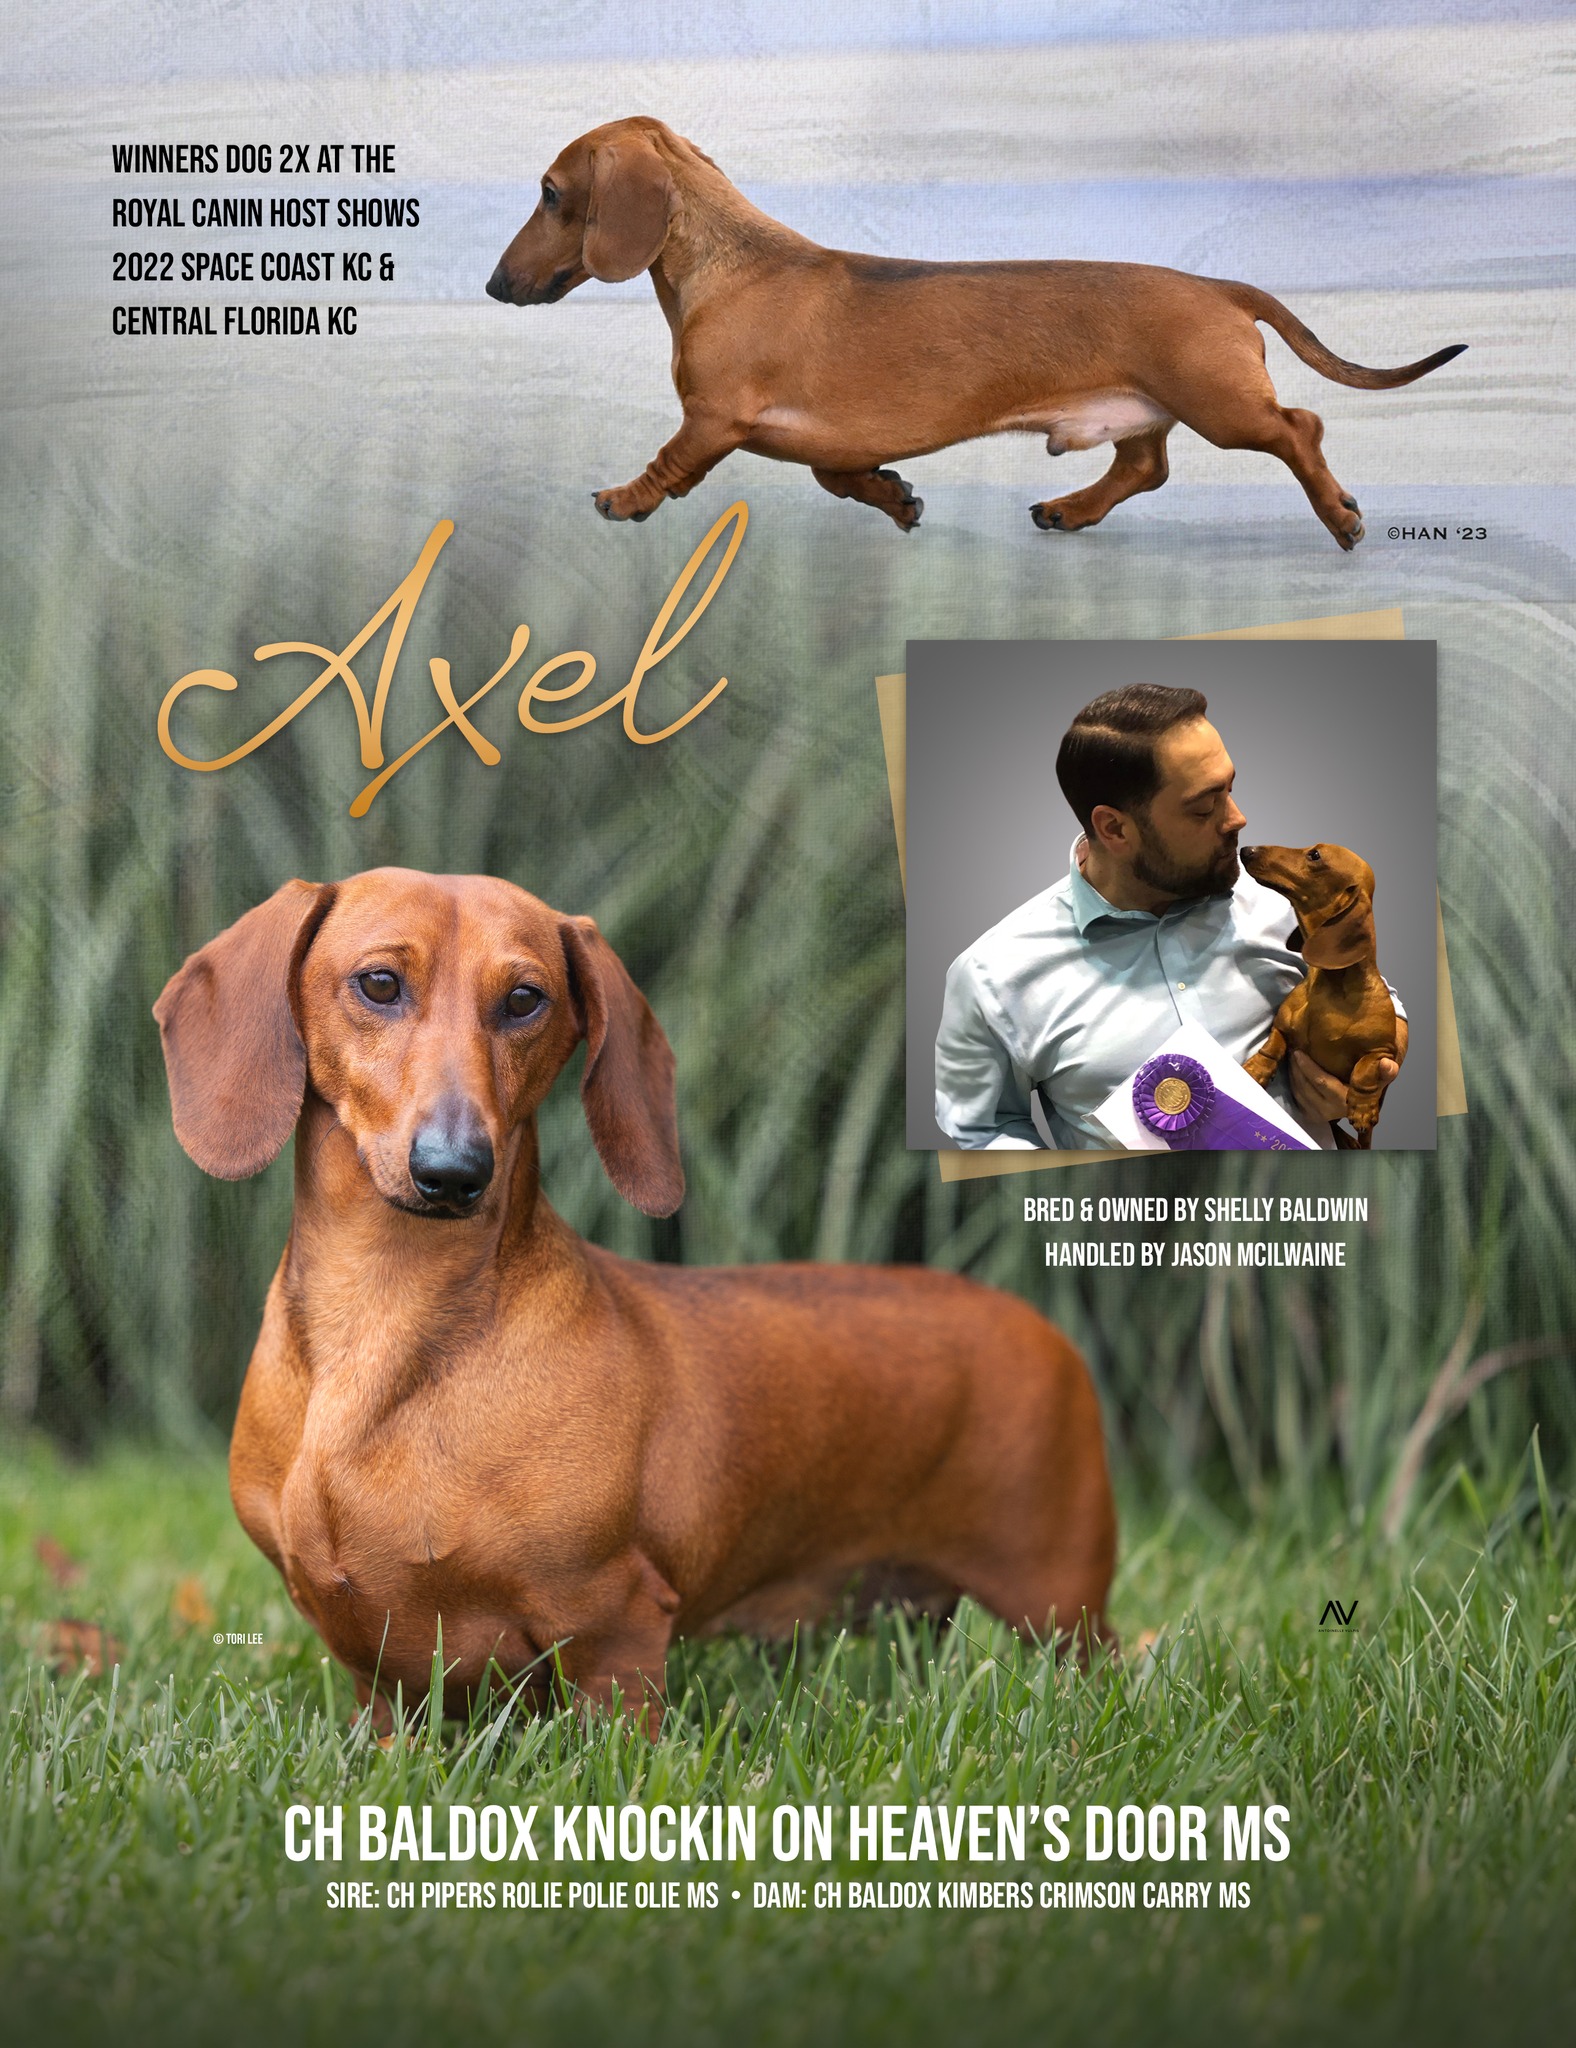 WINNERS DOG 2X AT THE
ROYAL CANIN HOST SHOWS
2022 SPACE COAST KC &
CENTRAL FLORIDA KC
©HAN ‘23
Axel
BRED & OWNED BY SHELLY BALDWIN
HANDLED BY JASON MCILWAINE
© TORI LEE
AV
CH BALDOX KNOCKIN ON HEAVEN’S DOOR MS
SIRE: CH PIPERS ROLIE POLIE OLIE MS • DAM: CH BALDOX KIMBERS CRIMSON CARRY MS